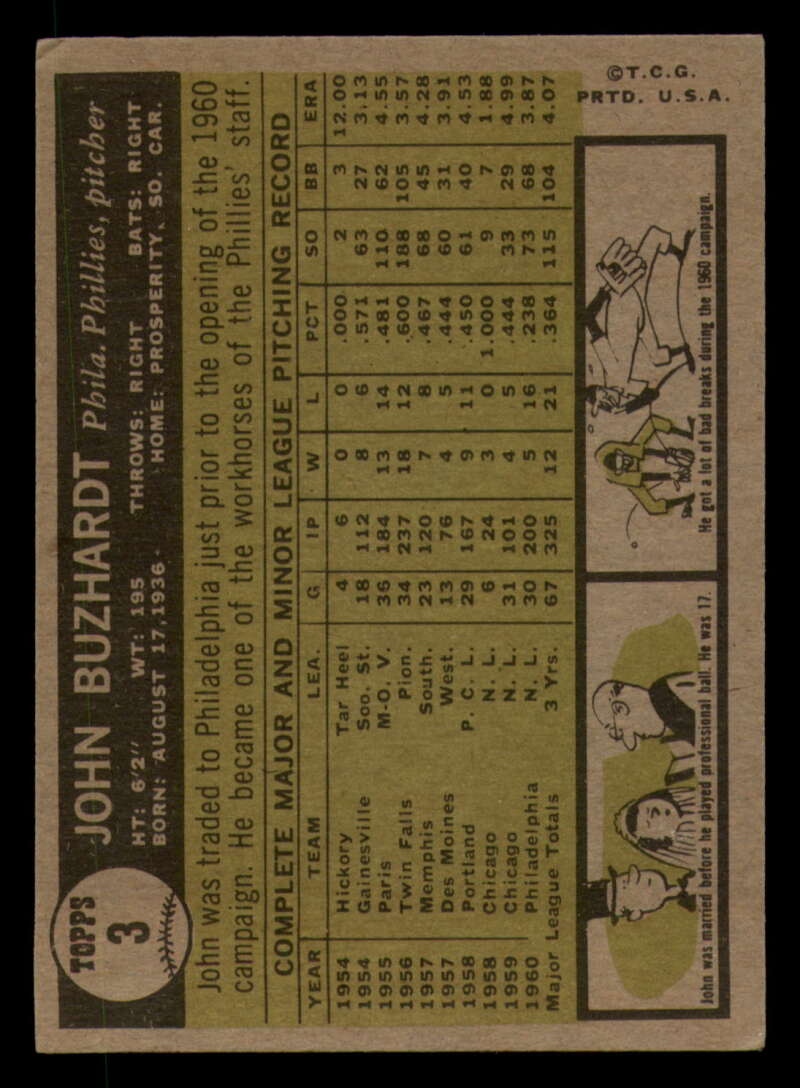 TOPPS
3
JOHN BUZHARDT Phila. Phillies, pitcher
HT: 6'2" WT: 195 THROWS: RIGHT BATS: RIGHT
BORN: AUGUST 17, 1936 HOME: PROSPERITY, SO. CAR.
John was traded to Philadelphia just prior to the opening of the 1960
campaign. He became one of the workhorses of the Phillies' staff.
COMPLETE MAJOR AND MINOR LEAGUE PITCHING RECORD
YEAR TEAM LEA. G IP W L PCT SO BB ERA
1954 Hickory Tar Heel 4 6 0 0 .000 2 3 12.00
1954 Gainesville Soo. St. 18 112 8 6 .571 63 27 3.13
1955 Paris M-O. V. 36 184 13 14 .481 110 62 4.55
1956 Twin Falls Pion. 34 237 18 12 .600 188 105 3.57
1957 Memphis South. 23 120 7 8 .467 68 45 4.28
1957 Des Moines West. 13 76 4 5 .444 60 31 3.91
1958 Portland P. C. L. 29 167 9 11 .450 61 40 4.53
1958 Chicago N. L. 6 24 3 0 1.000 9 7 1.88
1959 Chicago N. L. 31 101 4 5 .444 33 29 4.99
1960 Philadelphia N. L. 30 200 5 16 .238 73 68 3.87
Major League Totals 3 Yrs. 67 325 12 21 .364 115 104 4.07
John was married before he played professional ball. He was 17.
He got a lot of bad breaks during the 1960 campaign.
©T.C.G.
PRTD. U.S.A.